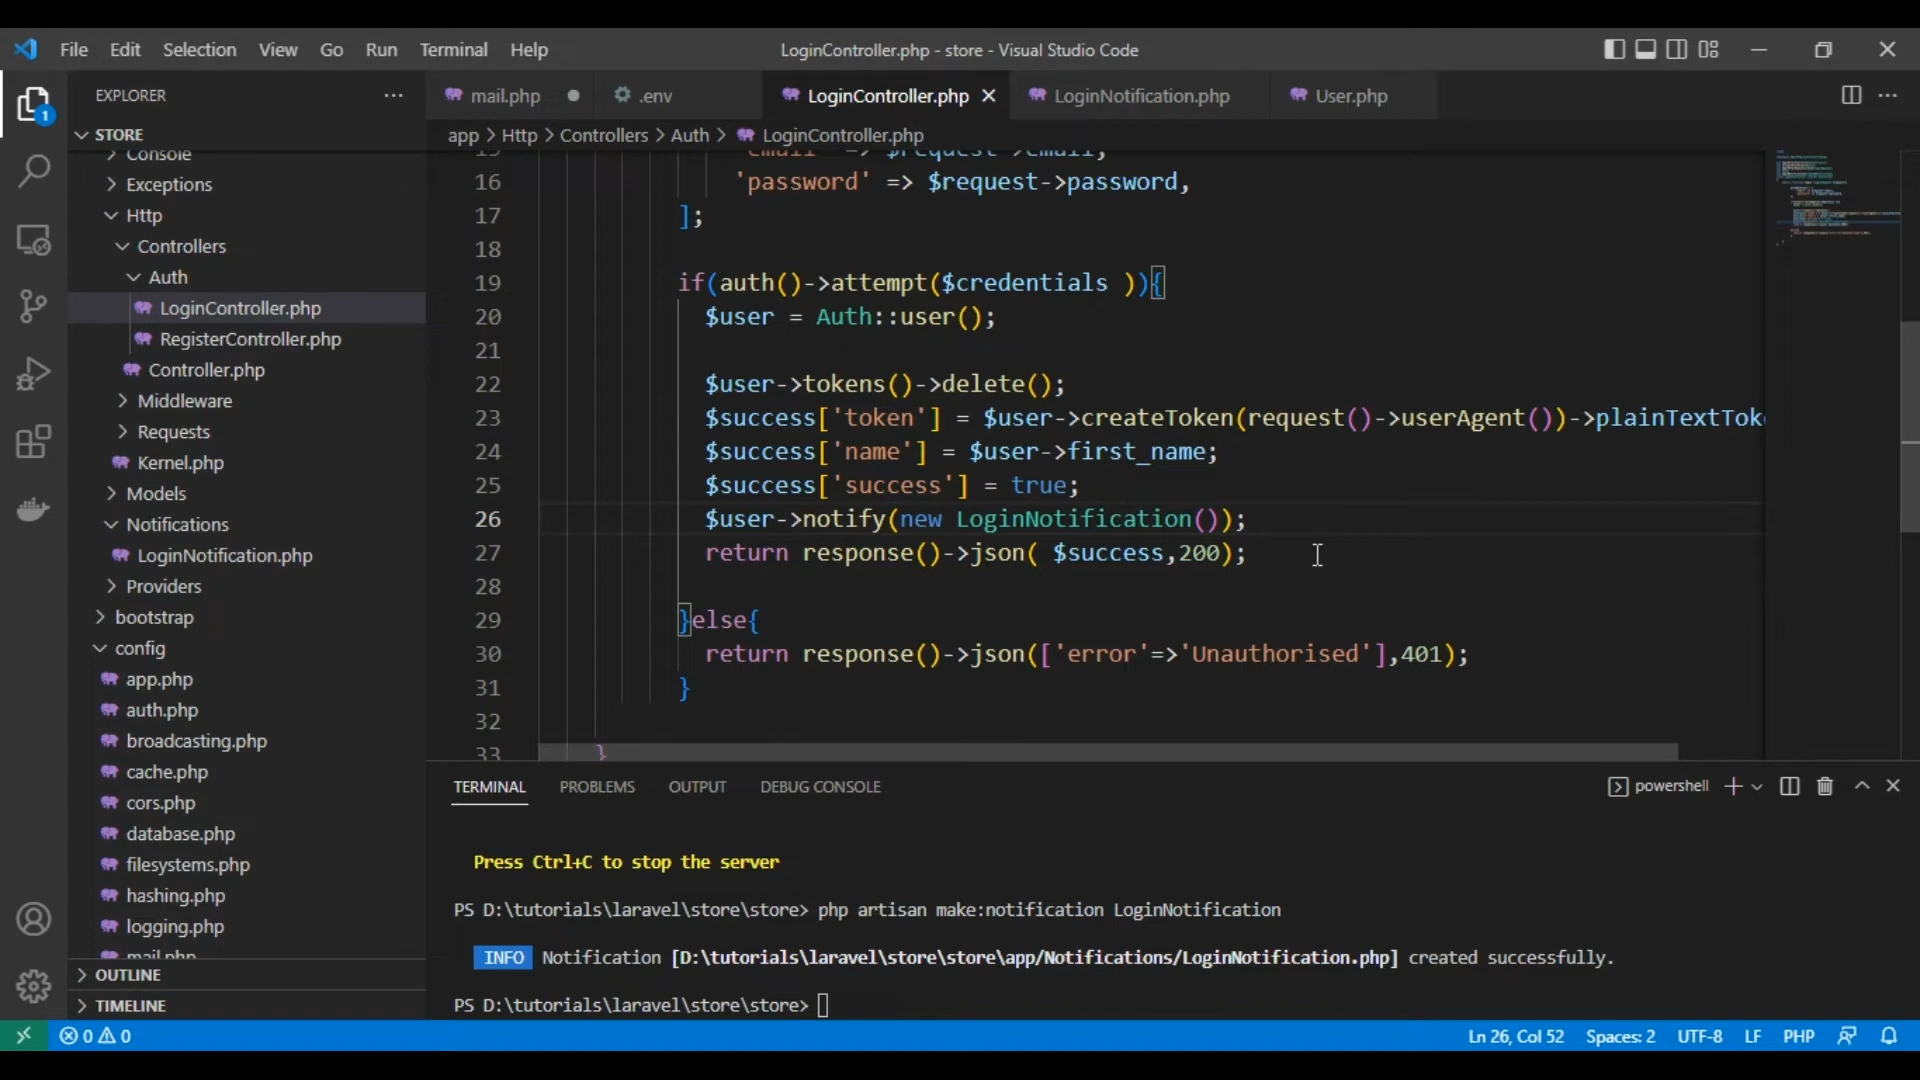 File Edit Selection View Go Run Terminal Help
LoginController.php - store - Visual Studio Code
EXPLORER
mail.php
.env
LoginController.php
LoginNotification.php
User.php
STORE
app > Http > Controllers > Auth > LoginController.php
Console
Exceptions
Http
Controllers
Auth
LoginController.php
RegisterController.php
Controller.php
Middleware
Requests
Kernel.php
Models
Notifications
LoginNotification.php
Providers
bootstrap
config
app.php
auth.php
broadcasting.php
cache.php
cors.php
database.php
filesystems.php
hashing.php
logging.php
mail.php
OUTLINE
TIMELINE
15 'email' => $request->email,
16 'password' => $request->password,
17 ];
18
19 if(auth()->attempt($credentials )){
20 $user = Auth::user();
21
22 $user->tokens()->delete();
23 $success['token'] = $user->createToken(request()->userAgent())->plainTextTok
24 $success['name'] = $user->first_name;
25 $success['success'] = true;
26 $user->notify(new LoginNotification());
27 return response()->json( $success,200);
28
29 }else{
30 return response()->json(['error'=>'Unauthorised'],401);
31 }
32
33 }
TERMINAL PROBLEMS OUTPUT DEBUG CONSOLE
powershell
Press Ctrl+C to stop the server
PS D:\tutorials\laravel\store\store> php artisan make:notification LoginNotification
INFO Notification [D:\tutorials\laravel\store\store\app/Notifications/LoginNotification.php] created successfully.
PS D:\tutorials\laravel\store\store>
1
0 0
Ln 26, Col 52 Spaces: 2 UTF-8 LF PHP